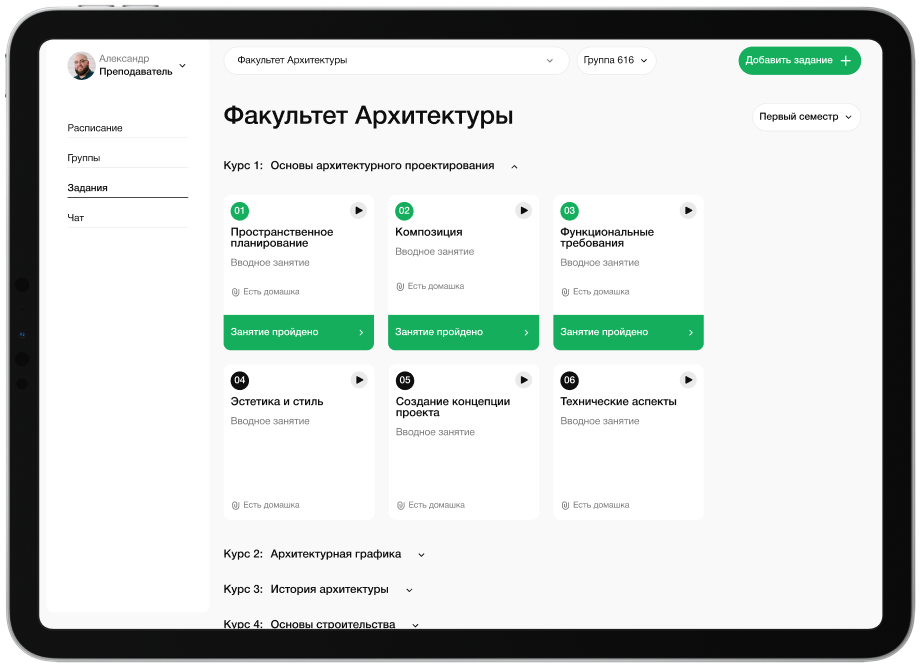 Александр
Преподаватель
Расписание
Группы
Задания
Чат
Факультет Архитектуры
Группа 616
Добавить задание
Факультет Архитектуры
Первый семестр
Курс 1: Основы архитектурного проектирования
01
Пространственное
планирование
Вводное занятие
Есть домашка
Занятие пройдено
02
Композиция
Вводное занятие
Есть домашка
Занятие пройдено
03
Функциональные
требования
Вводное занятие
Есть домашка
Занятие пройдено
04
Эстетика и стиль
Вводное занятие
Есть домашка
05
Создание концепции
проекта
Вводное занятие
Есть домашка
06
Технические аспекты
Вводное занятие
Есть домашка
Курс 2: Архитектурная графика
Курс 3: История архитектуры
Курс 4: Основы строительства